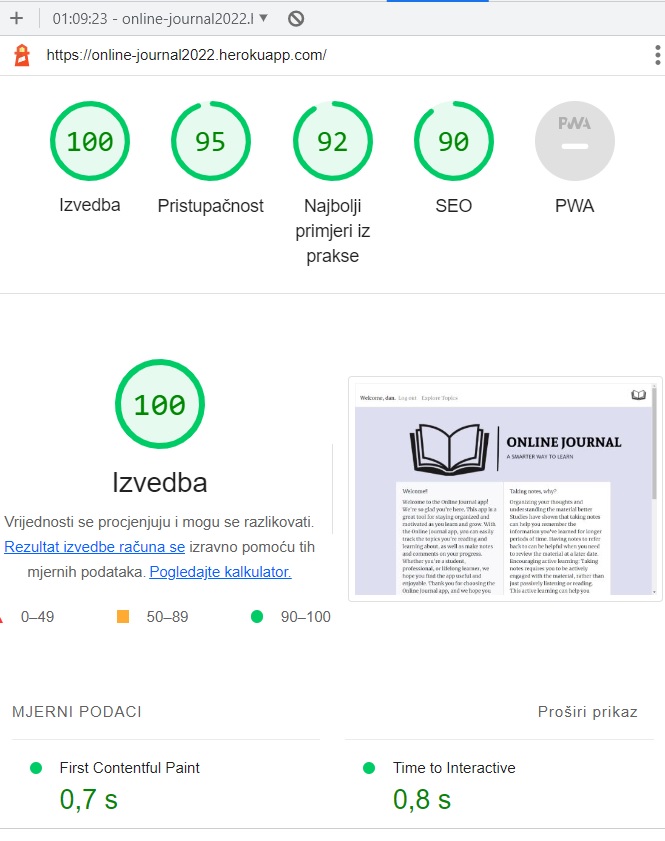 01:09:23 - online-journal2022.l
https://online-journal2022.herokuapp.com/
100
95
92
90
PWA
Izvedba
Pristupačnost
Najbolji
primjeri iz
prakse
SEO
PWA
100
Izvedba
Vrijednosti se procjenjuju i mogu se razlikovati.
Rezultat izvedbe računa se izravno pomoću tih
mjernih podataka. Pogledajte kalkulator.
0–49
50–89
90–100
Welcome, dan. Log out Explore Topics
ONLINE JOURNAL
A SMARTER WAY TO LEARN
Welcome!
Welcome to the Online Journal app!
We're so glad you're here. This app is a
great tool for staying organized and
motivated as you learn and grow. With
the Online Journal app, you can easily
track the topics you're reading and
learning about, as well as make notes
and comments on your progress.
Whether you're a student,
professional, or lifelong learner, we
hope you find the app useful and
enjoyable. Thank you for choosing the
Online Journal app, and we hope you
Taking notes, why?
Organizing your thoughts and
understanding the material better
Studies have shown that taking notes
can help you remember the
information you've learned for longer
periods of time. Having notes to refer
back to can be helpful when you need
to review the material at a later date.
Encouraging active learning: Taking
notes requires you to be actively
engaged with the material, rather than
just passively listening or reading.
This active learning can help you
MJERNI PODACI
Proširi prikaz
First Contentful Paint
0,7 s
Time to Interactive
0,8 s